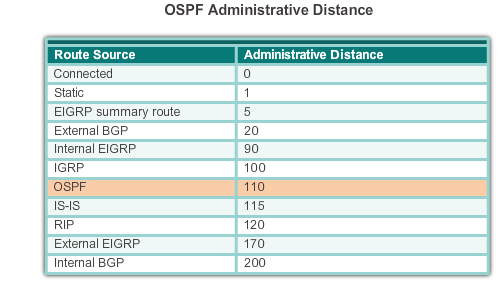 OSPF Administrative Distance
Route Source Administrative Distance
Connected 0
Static 1
EIGRP summary route 5
External BGP 20
Internal EIGRP 90
IGRP 100
OSPF 110
IS-IS 115
RIP 120
External EIGRP 170
Internal BGP 200